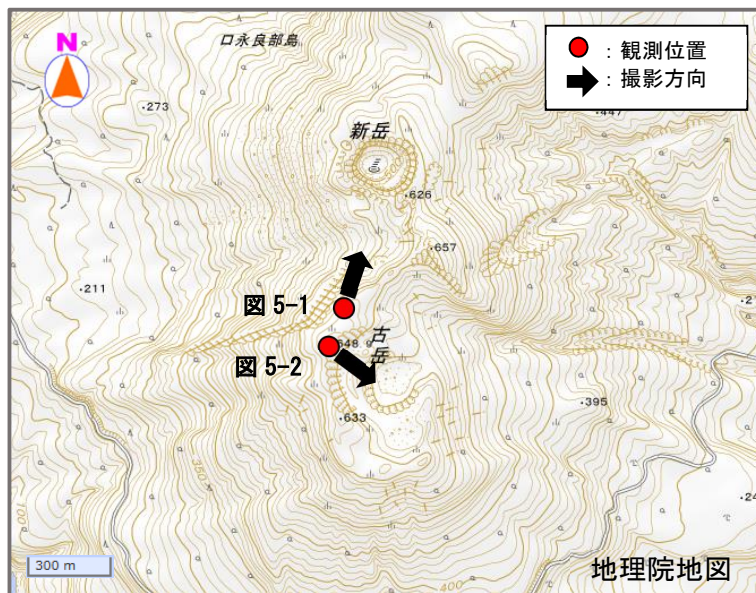 N
口永良部島
：観測位置
：撮影方向
273
447
新岳
626
657
211
図 5-1
648
古岳
図 5-2
395
633
350
100
400
300 m
地理院地図